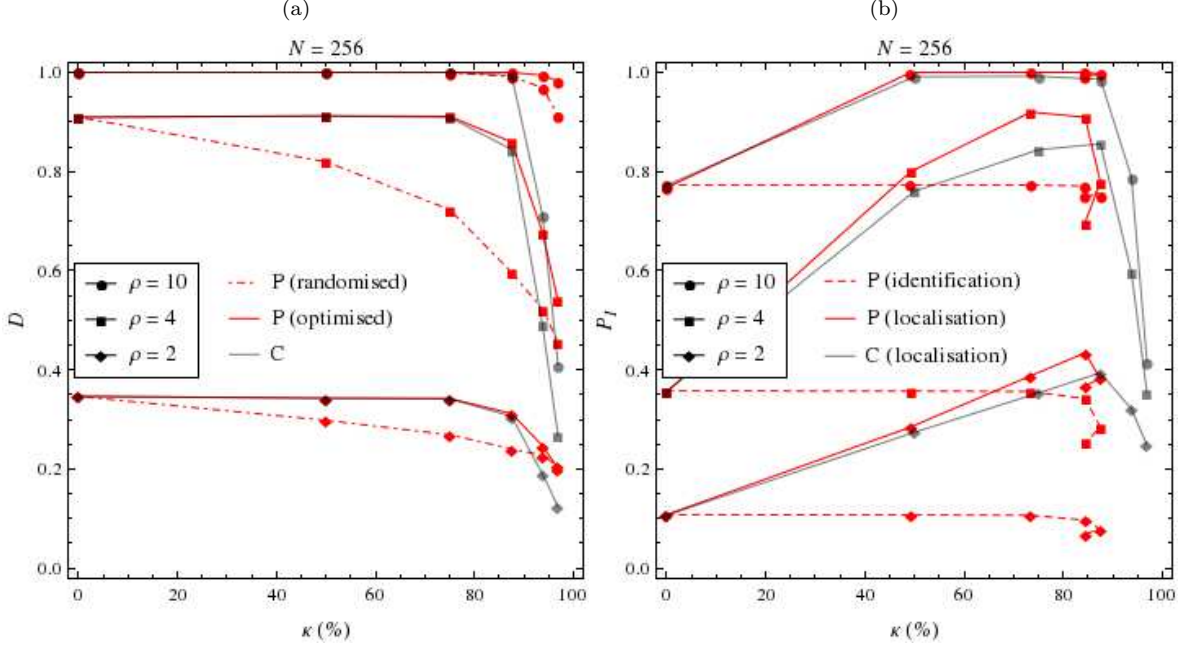 (a)
N = 256
D
1.0
0.8
0.6
0.4
0.2
0.0
ρ = 10
ρ = 4
ρ = 2
P (randomised)
P (optimised)
C
0 20 40 60 80 100
κ (%)
(b)
N = 256
P_I
1.0
0.8
0.6
0.4
0.2
0.0
ρ = 10
ρ = 4
ρ = 2
P (identification)
P (localisation)
C (localisation)
0 20 40 60 80 100
κ (%)